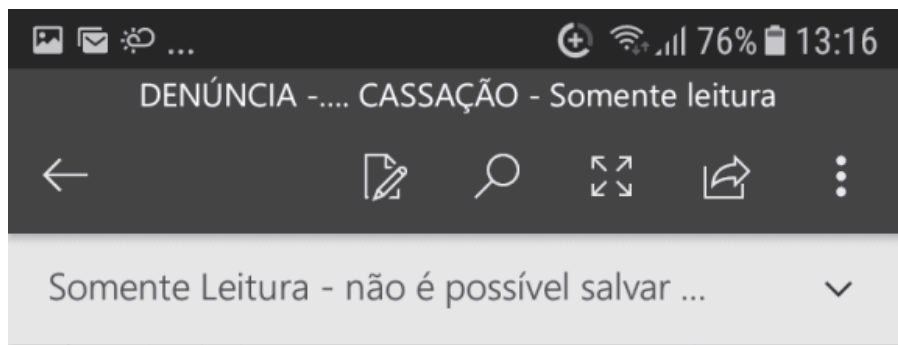 ... 76% 13:16
DENÚNCIA -.... CASSAÇÃO - Somente leitura
Somente Leitura - não é possível salvar ...